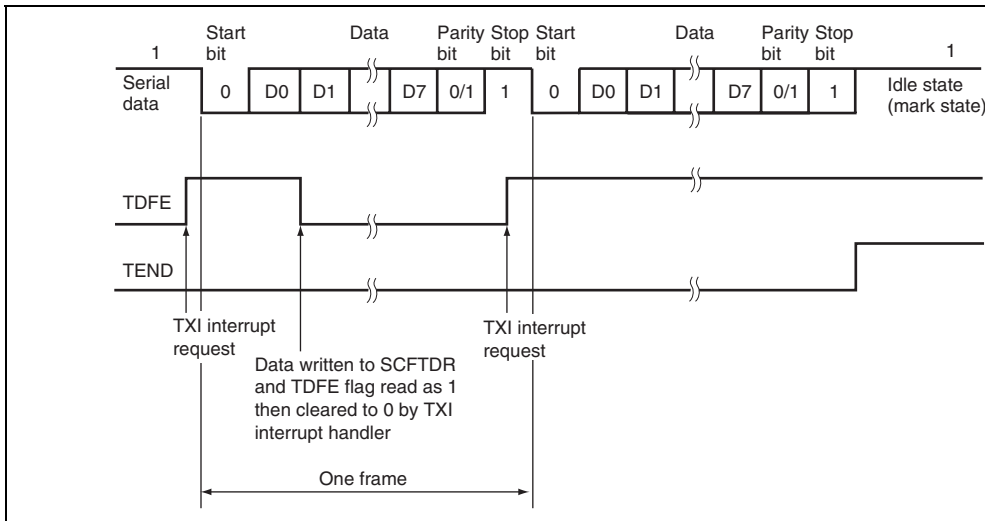 Start bit Data Parity bit Stop bit Start bit Data Parity bit Stop bit
1 1
Serial data 0 D0 D1 D7 0/1 1 0 D0 D1 D7 0/1 1 Idle state (mark state)
TDFE
TEND
TXI interrupt request
Data written to SCFTDR
and TDFE flag read as 1
then cleared to 0 by TXI
interrupt handler
TXI interrupt request
One frame